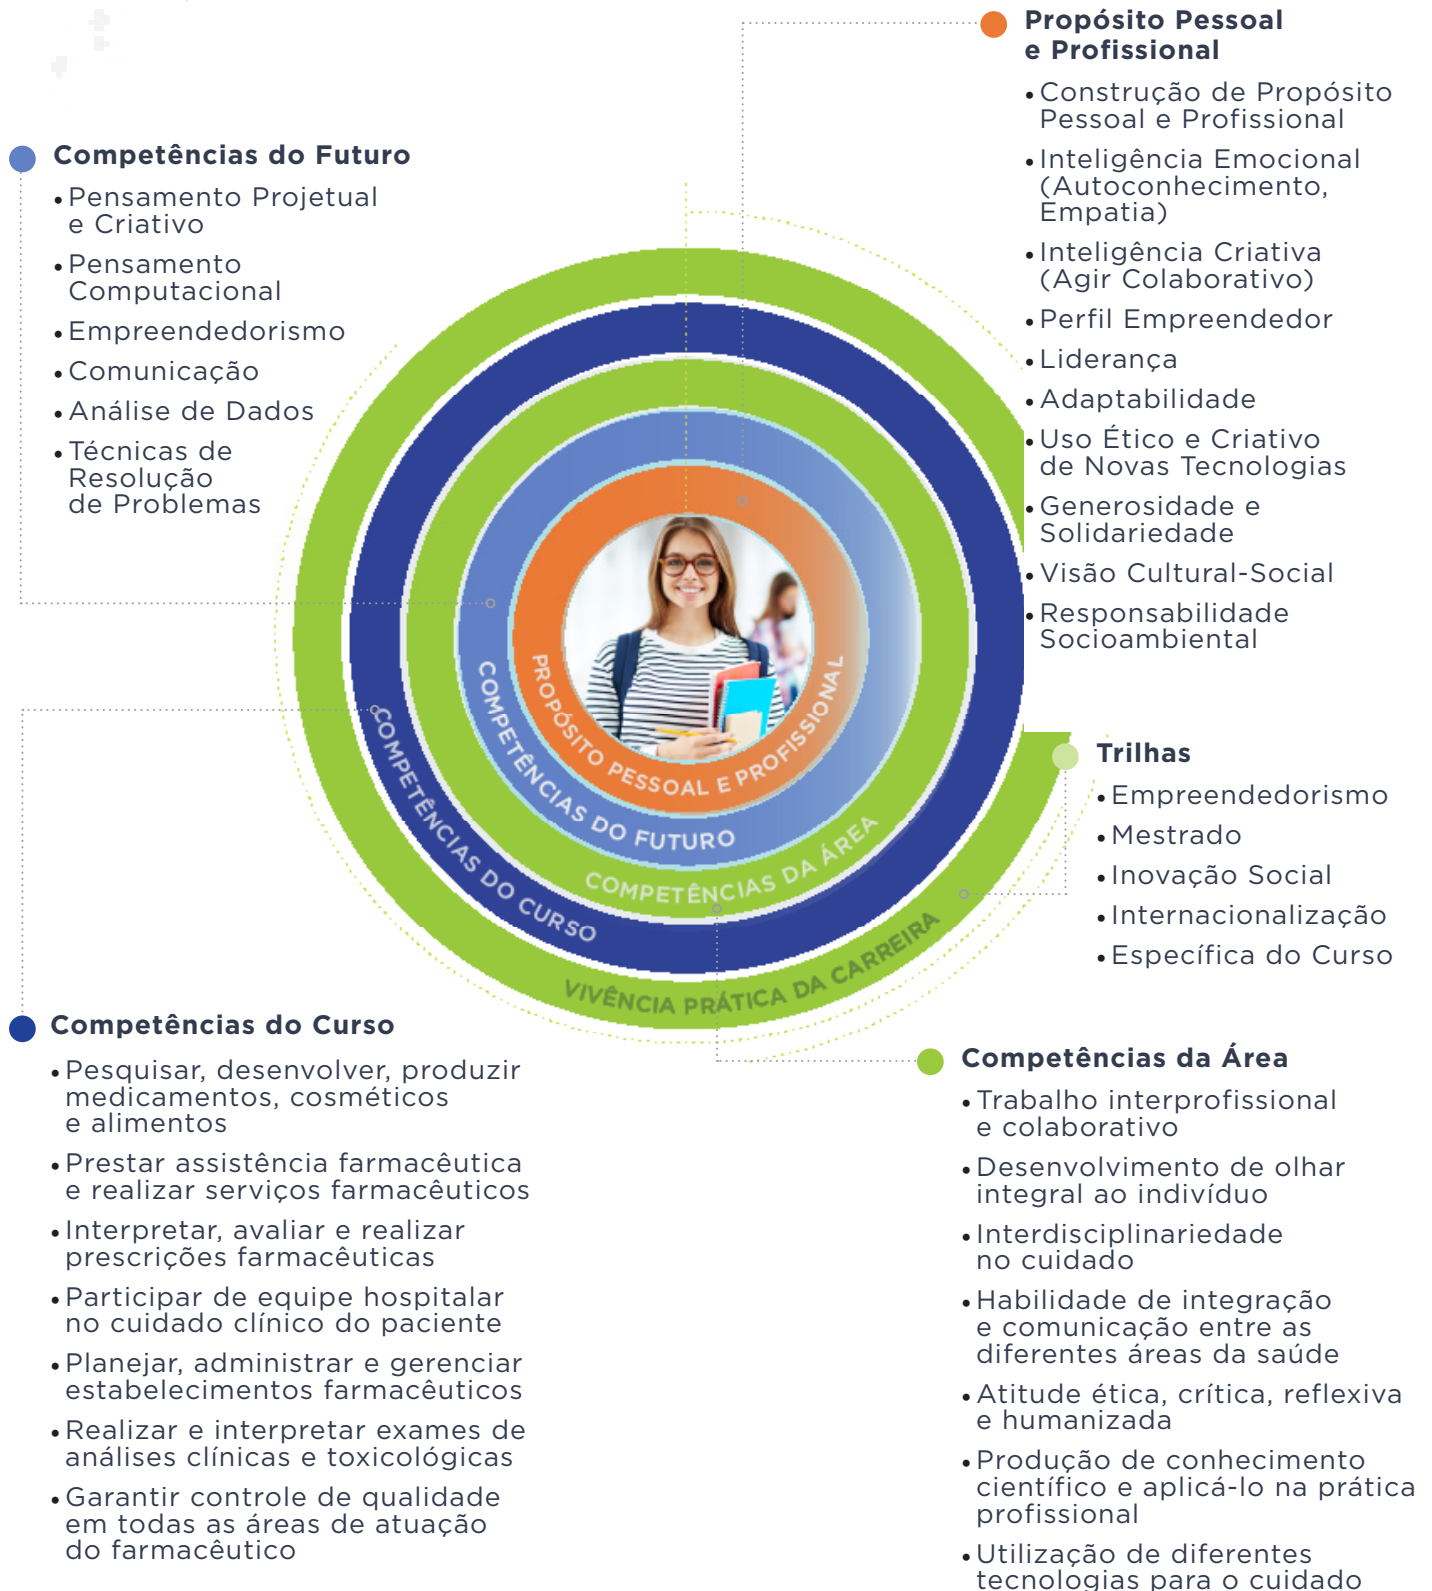 Propósito Pessoal
e Profissional
• Construção de Propósito
Pessoal e Profissional
• Inteligência Emocional
(Autoconhecimento,
Empatia)
• Inteligência Criativa
(Agir Colaborativo)
• Perfil Empreendedor
• Liderança
• Adaptabilidade
• Uso Ético e Criativo
de Novas Tecnologias
• Generosidade e
Solidariedade
• Visão Cultural-Social
• Responsabilidade
Socioambiental
Competências do Futuro
• Pensamento Projetual
e Criativo
• Pensamento
Computacional
• Empreendedorismo
• Comunicação
• Análise de Dados
• Técnicas de
Resolução
de Problemas
PROPÓSITO PESSOAL E PROFISSIONAL
COMPETÊNCIAS DO FUTURO
COMPETÊNCIAS DA ÁREA
COMPETÊNCIAS DO CURSO
VIVÊNCIA PRÁTICA DA CARREIRA
Trilhas
• Empreendedorismo
• Mestrado
• Inovação Social
• Internacionalização
• Específica do Curso
Competências do Curso
• Pesquisar, desenvolver, produzir
medicamentos, cosméticos
e alimentos
• Prestar assistência farmacêutica
e realizar serviços farmacêuticos
• Interpretar, avaliar e realizar
prescrições farmacêuticas
• Participar de equipe hospitalar
no cuidado clínico do paciente
• Planejar, administrar e gerenciar
estabelecimentos farmacêuticos
• Realizar e interpretar exames de
análises clínicas e toxicológicas
• Garantir controle de qualidade
em todas as áreas de atuação
do farmacêutico
Competências da Área
• Trabalho interprofissional
e colaborativo
• Desenvolvimento de olhar
integral ao indivíduo
• Interdisciplinariedade
no cuidado
• Habilidade de integração
e comunicação entre as
diferentes áreas da saúde
• Atitude ética, crítica, reflexiva
e humanizada
• Produção de conhecimento
científico e aplicá-lo na prática
profissional
• Utilização de diferentes
tecnologias para o cuidado